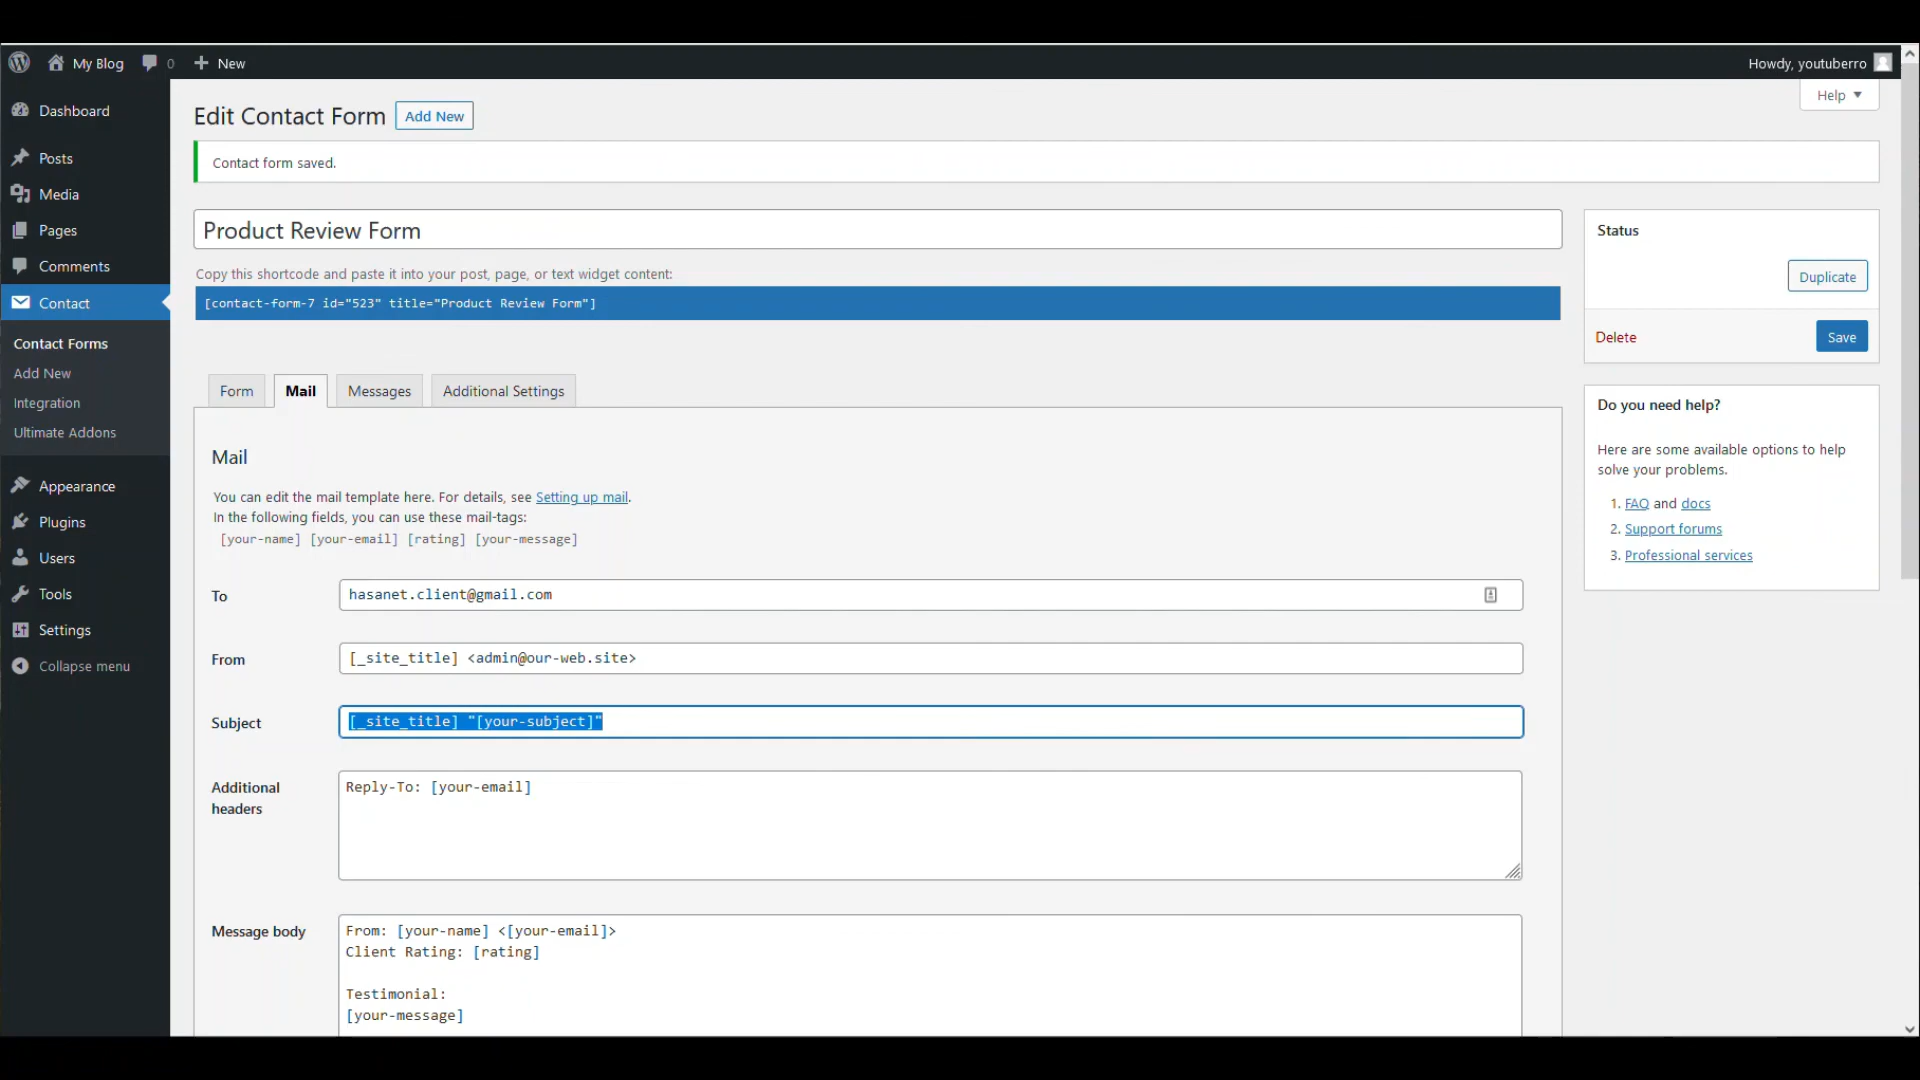 My Blog 0 New
Howdy, youtuberro
Help
Dashboard
Posts
Media
Pages
Comments
Contact
Contact Forms
Add New
Integration
Ultimate Addons
Appearance
Plugins
Users
Tools
Settings
Collapse menu
Edit Contact Form Add New
Contact form saved.
Product Review Form
Copy this shortcode and paste it into your post, page, or text widget content:
[contact-form-7 id="523" title="Product Review Form"]
Form Mail Messages Additional Settings
Mail
You can edit the mail template here. For details, see Setting up mail.
In the following fields, you can use these mail-tags:
[your-name] [your-email] [rating] [your-message]
To hasanet.client@gmail.com
From [_site_title] <admin@our-web.site>
Subject [_site_title] "[your-subject]"
Additional
headers
Reply-To: [your-email]
Message body
From: [your-name] <[your-email]>
Client Rating: [rating]
Testimonial:
[your-message]
Status
Duplicate
Delete Save
Do you need help?
Here are some available options to help
solve your problems.
1. FAQ and docs
2. Support forums
3. Professional services